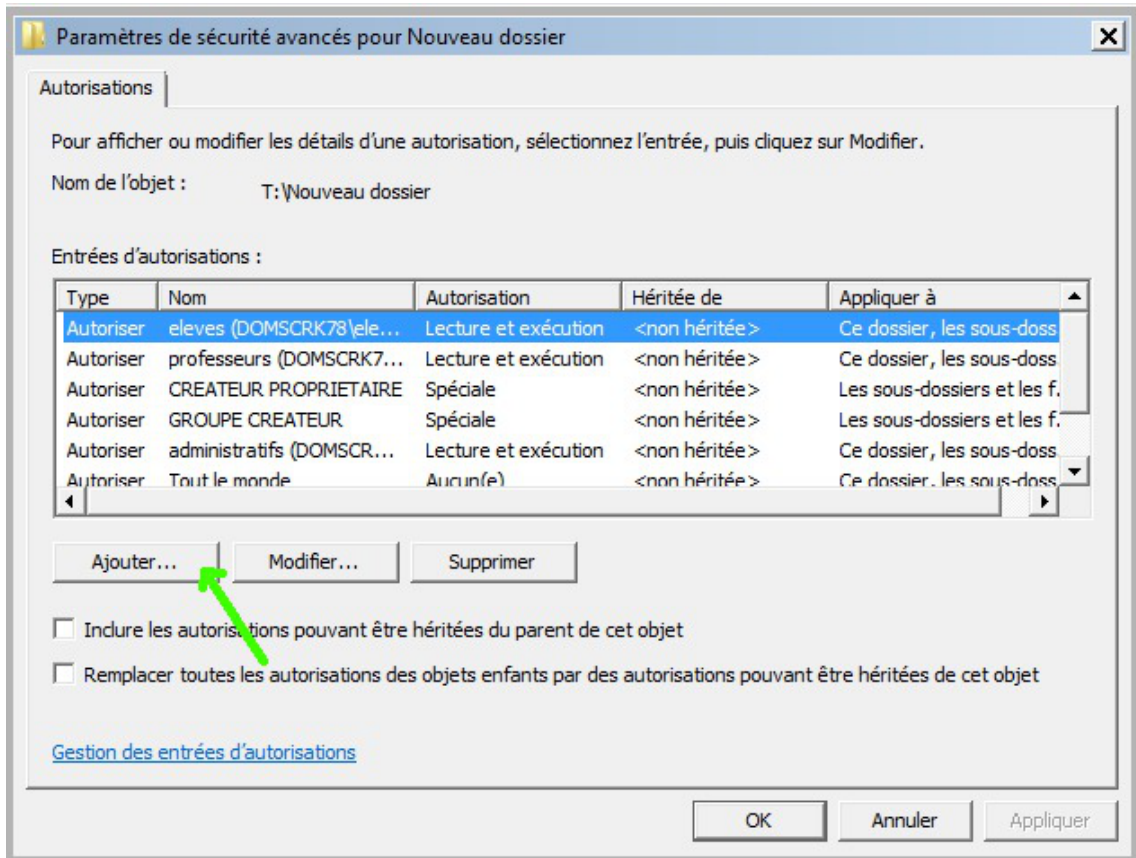 Paramètres de sécurité avancés pour Nouveau dossier
Autorisations
Pour afficher ou modifier les détails d'une autorisation, sélectionnez l'entrée, puis cliquez sur Modifier.
Nom de l'objet : T:\Nouveau dossier
Entrées d'autorisations :
Type Nom Autorisation Héritée de Appliquer à
Autoriser eleves (DOMSCRK78\ele... Lecture et exécution <non héritée> Ce dossier, les sous-doss
Autoriser professeurs (DOMSCRK7... Lecture et exécution <non héritée> Ce dossier, les sous-doss.
Autoriser CREATEUR PROPRIETAIRE Spéciale <non héritée> Les sous-dossiers et les f.
Autoriser GROUPE CREATEUR Spéciale <non héritée> Les sous-dossiers et les f.
Autoriser administratifs (DOMSCR... Lecture et exécution <non héritée> Ce dossier, les sous-doss
Autoriser Tout le monde Aucun(e) <non héritée> Ce dossier, les sous-doss
Ajouter... Modifier... Supprimer
Inclure les autorisations pouvant être héritées du parent de cet objet
Remplacer toutes les autorisations des objets enfants par des autorisations pouvant être héritées de cet objet
Gestion des entrées d'autorisations
OK Annuler Appliquer